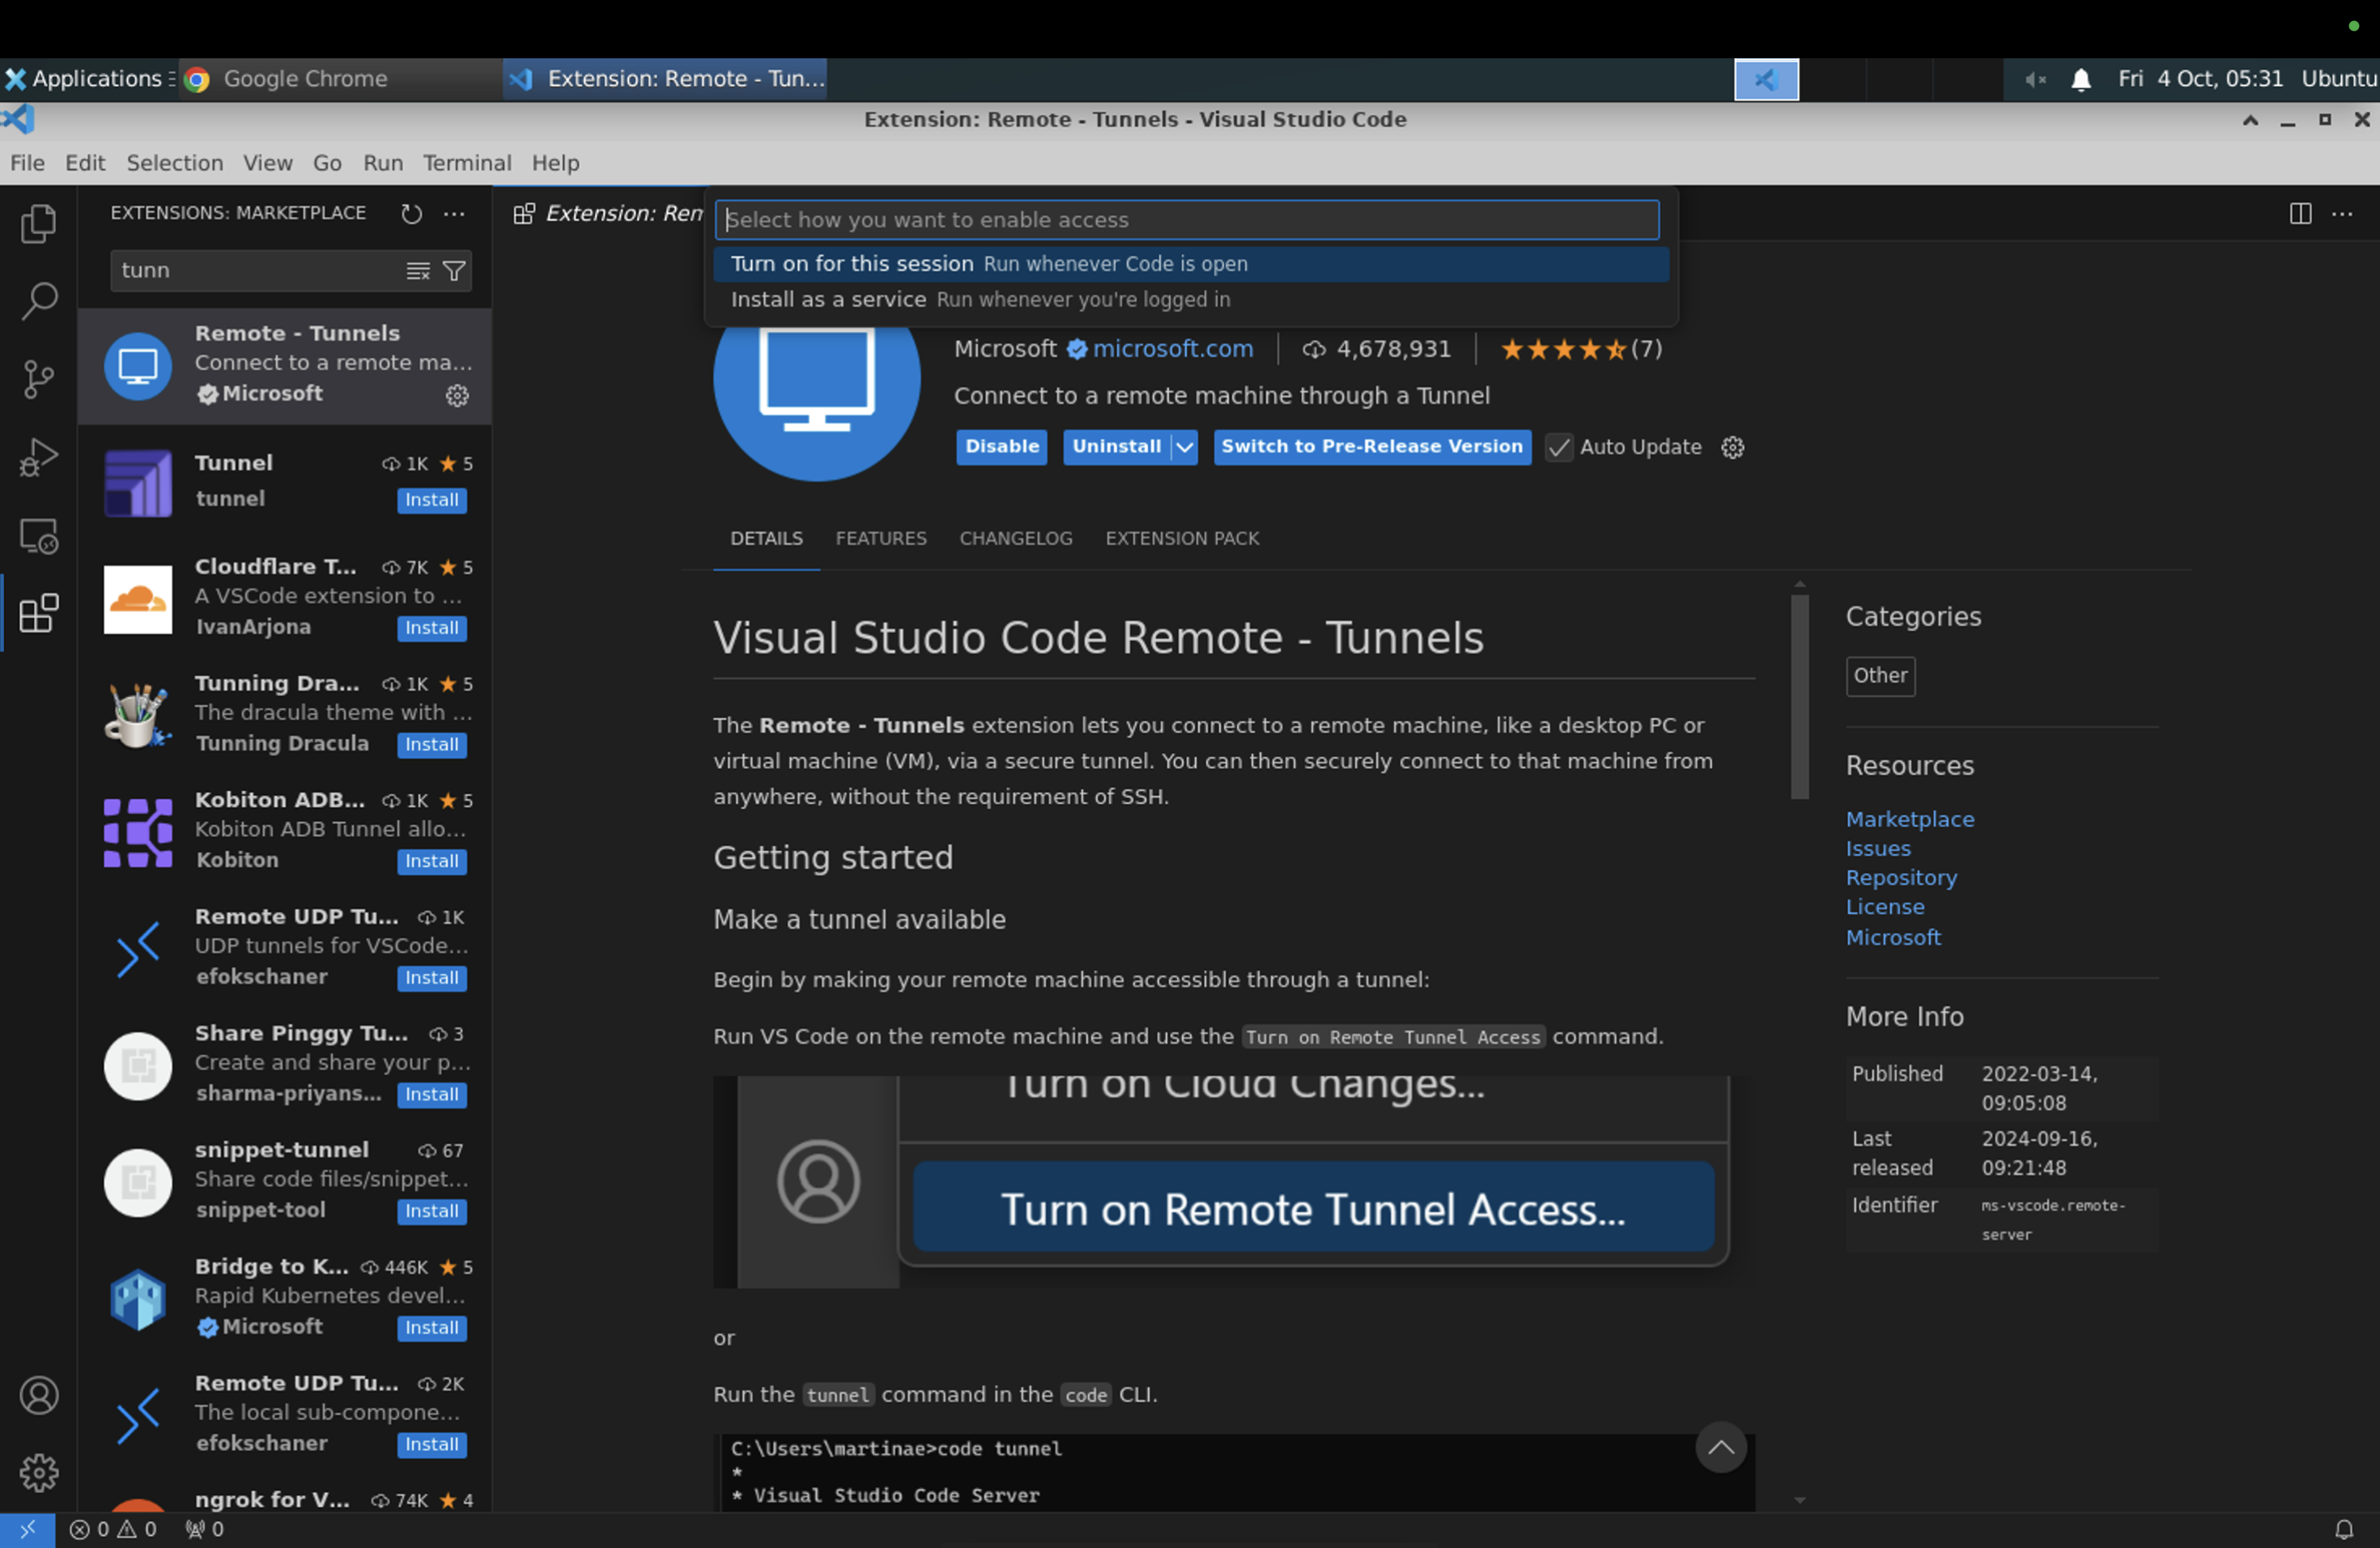 Applications
Google Chrome
Extension: Remote - Tun...
Fri 4 Oct, 05:31 Ubuntu
Extension: Remote - Tunnels - Visual Studio Code
File Edit Selection View Go Run Terminal Help
EXTENSIONS: MARKETPLACE
tunn
Remote - Tunnels
Connect to a remote ma...
Microsoft
Tunnel 1K 5
tunnel Install
Cloudflare T... 7K 5
A VSCode extension to ...
IvanArjona Install
Tunning Dra... 1K 5
The dracula theme with ...
Tunning Dracula Install
Kobiton ADB... 1K 5
Kobiton ADB Tunnel allo...
Kobiton Install
Remote UDP Tu... 1K
UDP tunnels for VSCode...
efokschaner Install
Share Pinggy Tu... 3
Create and share your p...
sharma-priyans... Install
snippet-tunnel 67
Share code files/snippet...
snippet-tool Install
Bridge to K... 446K 5
Rapid Kubernetes devel...
Microsoft Install
Remote UDP Tu... 2K
The local sub-compone...
efokschaner Install
ngrok for V... 74K 4
Extension: Rem
Select how you want to enable access
Turn on for this session Run whenever Code is open
Install as a service Run whenever you're logged in
Microsoft microsoft.com 4,678,931 (7)
Connect to a remote machine through a Tunnel
Disable Uninstall Switch to Pre-Release Version Auto Update
DETAILS FEATURES CHANGELOG EXTENSION PACK
Visual Studio Code Remote - Tunnels
The Remote - Tunnels extension lets you connect to a remote machine, like a desktop PC or
virtual machine (VM), via a secure tunnel. You can then securely connect to that machine from
anywhere, without the requirement of SSH.
Getting started
Make a tunnel available
Begin by making your remote machine accessible through a tunnel:
Run VS Code on the remote machine and use the Turn on Remote Tunnel Access command.
Turn on Cloud Changes...
Turn on Remote Tunnel Access...
or
Run the tunnel command in the code CLI.
C:\Users\martinae>code tunnel
*
* Visual Studio Code Server
Categories
Other
Resources
Marketplace
Issues
Repository
License
Microsoft
More Info
Published 2022-03-14,
09:05:08
Last 2024-09-16,
released 09:21:48
Identifier ms-vscode.remote-
server
0 0 0